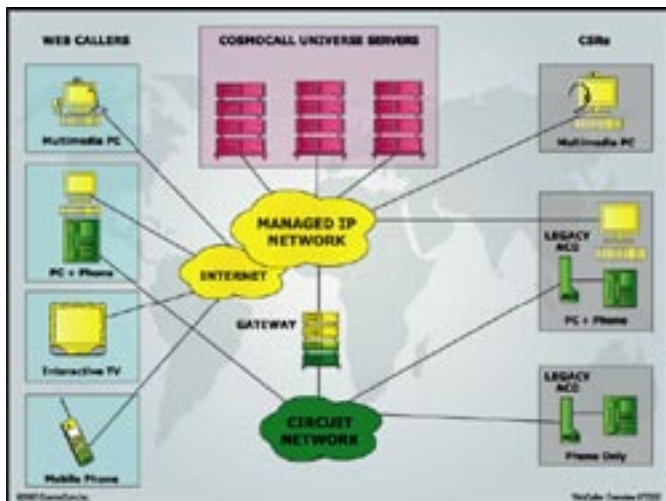 WEB CALLERS
COSMOCALL UNIVERSE SERVERS
CSRs
Multimedia PC
Multimedia PC
MANAGED IP
NETWORK
INTERNET
LEGACY
ACD
PC + Phone
PC + Phone
GATEWAY
Interactive TV
LEGACY
ACD
CIRCUIT
NETWORK
Mobile Phone
Phone Only